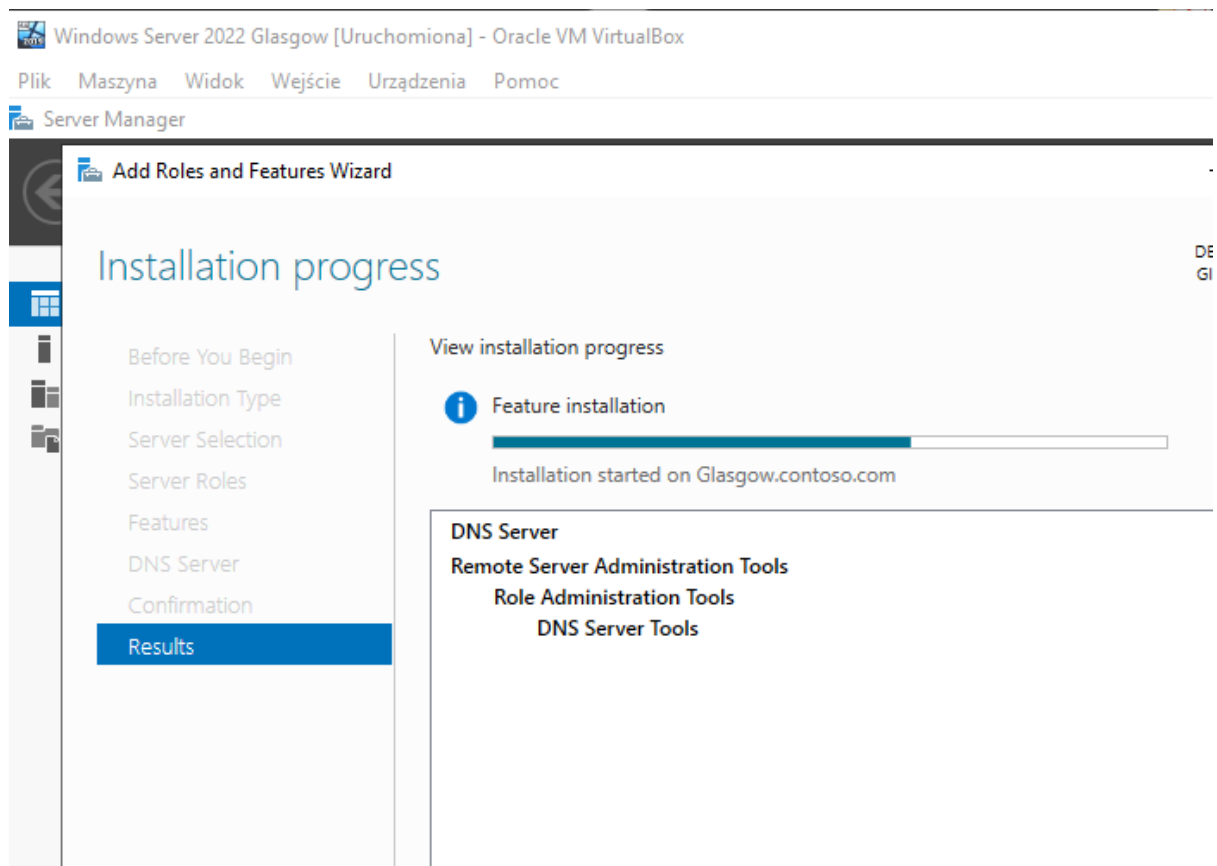 Windows Server 2022 Glasgow [Uruchomiona] - Oracle VM VirtualBox
Plik Maszyna Widok Wejście Urządzenia Pomoc
Server Manager
Add Roles and Features Wizard
Installation progress
DE
GI
Before You Begin
Installation Type
Server Selection
Server Roles
Features
DNS Server
Confirmation
Results
View installation progress
Feature installation
Installation started on Glasgow.contoso.com
DNS Server
Remote Server Administration Tools
Role Administration Tools
DNS Server Tools